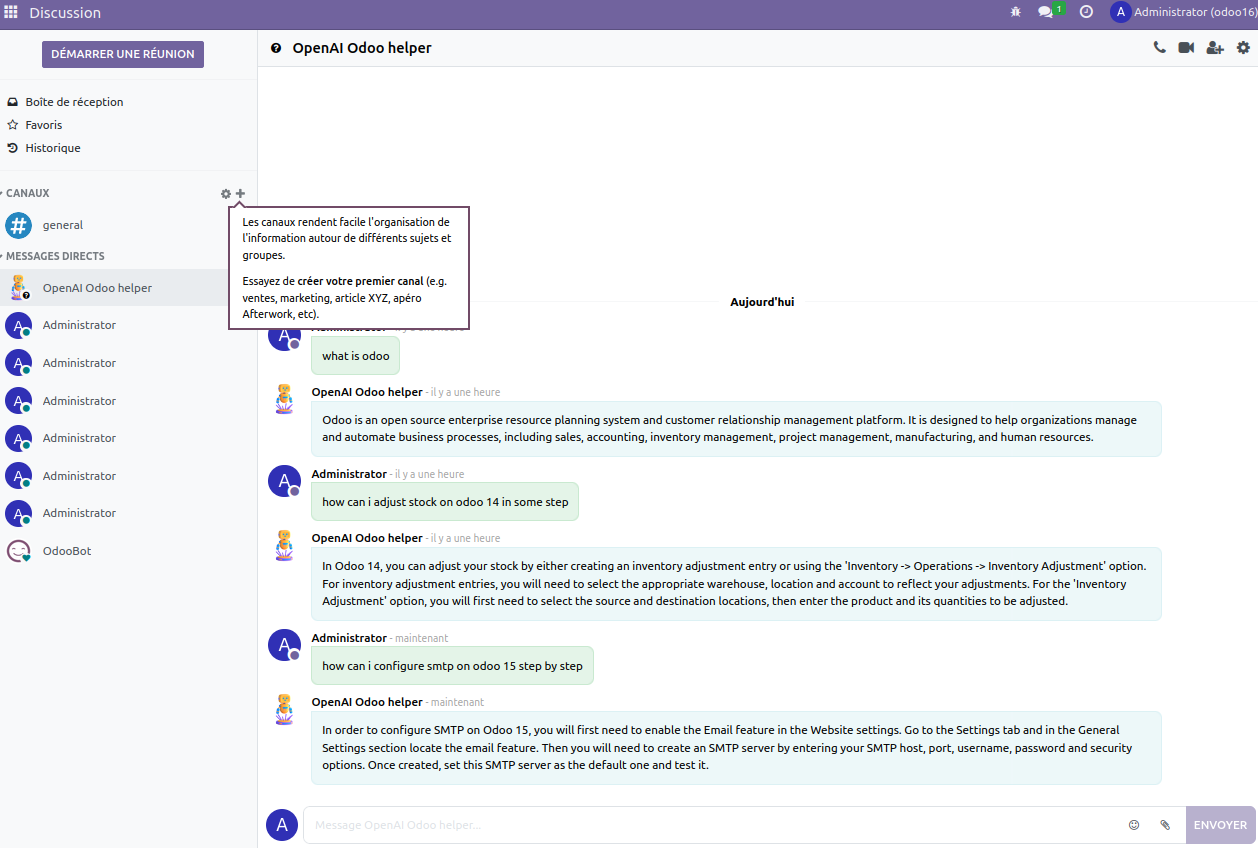 Discussion
1
A
Administrator (odoo16)
DÉMARRER UNE RÉUNION
Boîte de réception
Favoris
Historique
CANAUX
general
MESSAGES DIRECTS
OpenAI Odoo helper
A Administrator
A Administrator
A Administrator
A Administrator
A Administrator
A Administrator
OdooBot
Les canaux rendent facile l'organisation de
l'information autour de différents sujets et
groupes.
Essayez de créer votre premier canal (e.g.
ventes, marketing, article XYZ, apéro
Afterwork, etc).
OpenAI Odoo helper
Aujourd'hui
A
Administrator - il y a une heure
what is odoo
OpenAI Odoo helper - il y a une heure
Odoo is an open source enterprise resource planning system and customer relationship management platform. It is designed to help organizations manage
and automate business processes, including sales, accounting, inventory management, project management, manufacturing, and human resources.
A
Administrator - il y a une heure
how can i adjust stock on odoo 14 in some step
OpenAI Odoo helper - il y a une heure
In Odoo 14, you can adjust your stock by either creating an inventory adjustment entry or using the 'Inventory -> Operations -> Inventory Adjustment' option.
For inventory adjustment entries, you will need to select the appropriate warehouse, location and account to reflect your adjustments. For the 'Inventory
Adjustment' option, you will first need to select the source and destination locations, then enter the product and its quantities to be adjusted.
A
Administrator - maintenant
how can i configure smtp on odoo 15 step by step
OpenAI Odoo helper - maintenant
In order to configure SMTP on Odoo 15, you will first need to enable the Email feature in the Website settings. Go to the Settings tab and in the General
Settings section locate the email feature. Then you will need to create an SMTP server by entering your SMTP host, port, username, password and security
options. Once created, set this SMTP server as the default one and test it.
A
Message OpenAI Odoo helper...
ENVOYER